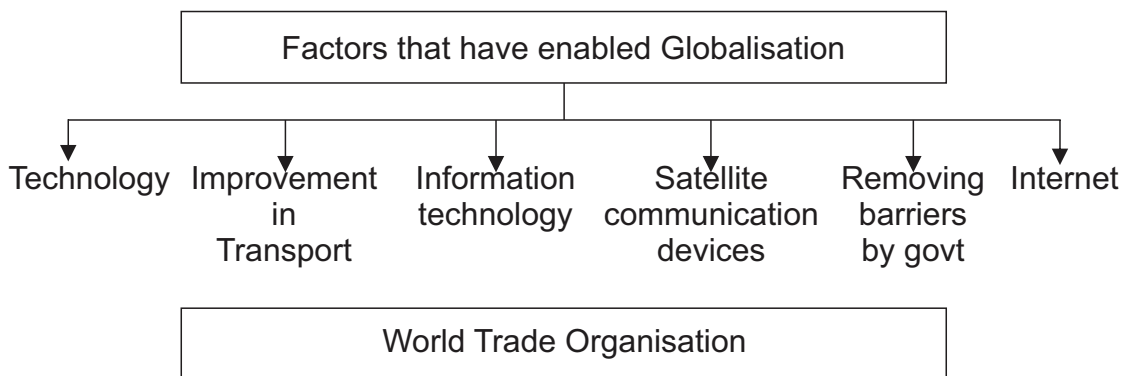 Factors that have enabled Globalisation
Technology
Improvement
in
Transport
Information
technology
Satellite
communication
devices
Removing
barriers
by govt
Internet
World Trade Organisation